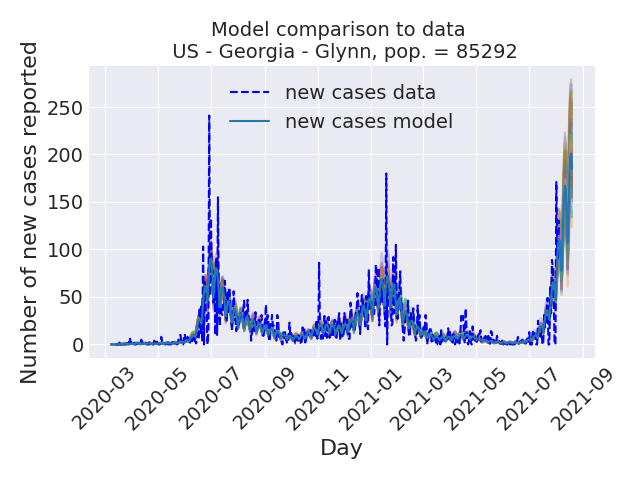 Model comparison to data
US - Georgia - Glynn, pop. = 85292
Number of new cases reported
250
200
150
100
50
0
new cases data
new cases model
2020-03
2020-05
2020-07
2020-09
2020-11
2021-01
2021-03
2021-05
2021-07
2021-09
Day